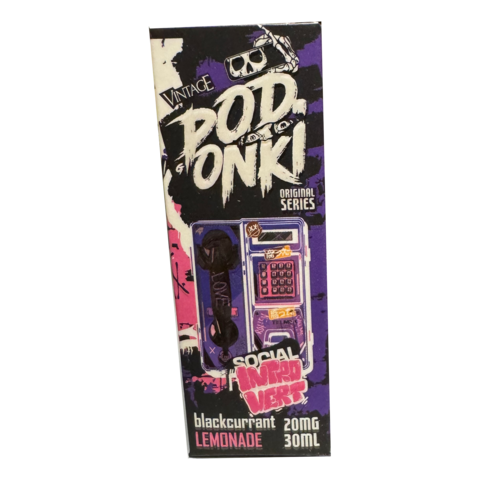 VINTAGE
POD
ONKI
ORIGINAL
SERIES
LOVE
SOCIAL
INTRO
VERT
blackcurrant 20MG
LEMONADE 30ML